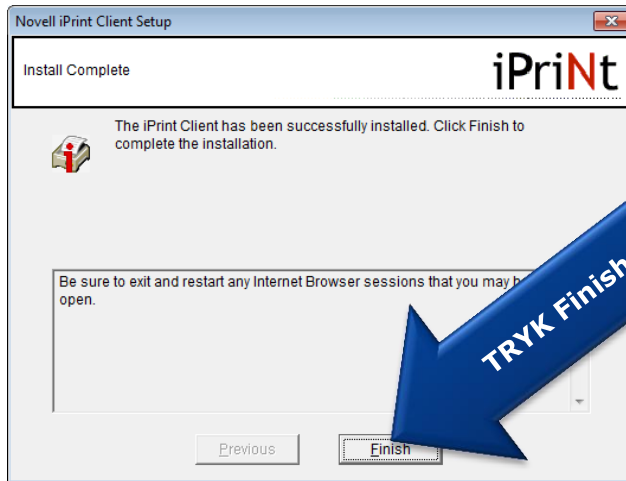 Novell iPrint Client Setup
Install Complete
iPriNt
The iPrint Client has been successfully installed. Click Finish to
complete the installation.
Be sure to exit and restart any Internet Browser sessions that you may
open.
TRYK Finish
Previous
Finish